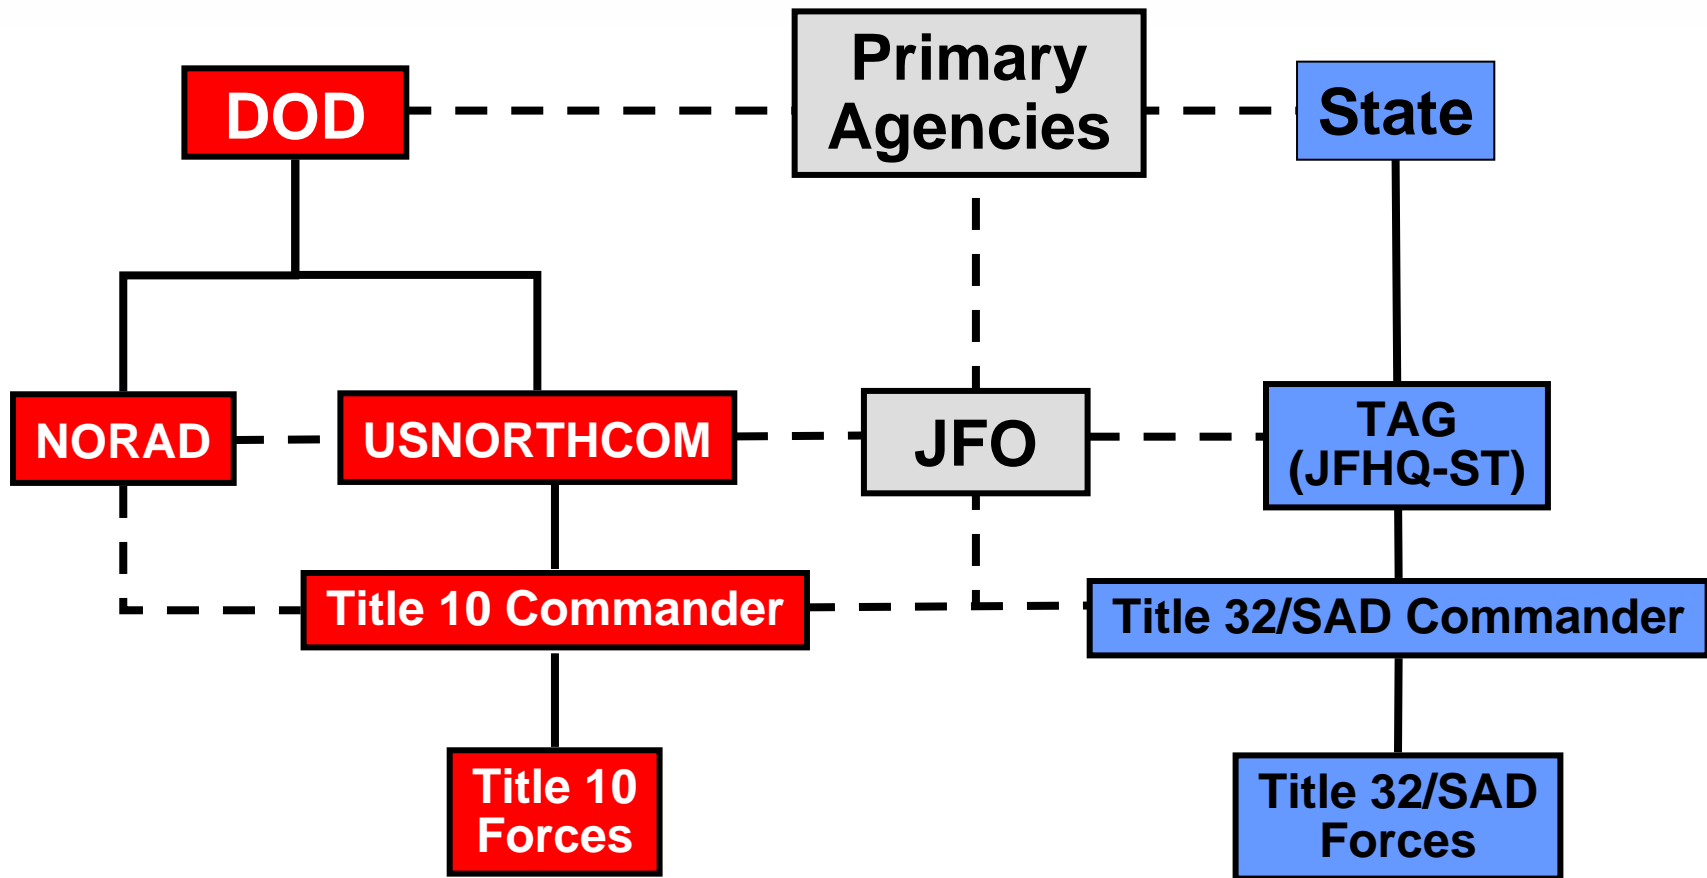 DOD
Primary
Agencies
State
NORAD
USNORTHCOM
JFO
TAG
(JFHQ-ST)
Title 10 Commander
Title 32/SAD Commander
Title 10
Forces
Title 32/SAD
Forces